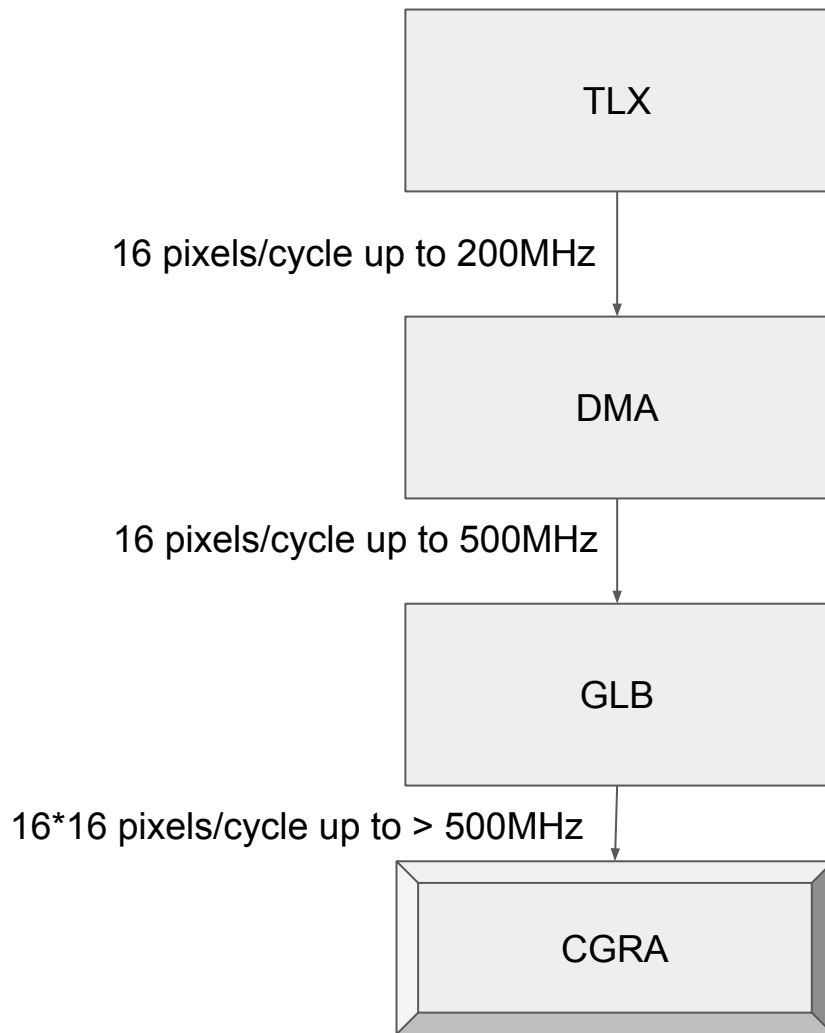 TLX
16 pixels/cycle up to 200MHz
DMA
16 pixels/cycle up to 500MHz
GLB
16*16 pixels/cycle up to > 500MHz
CGRA